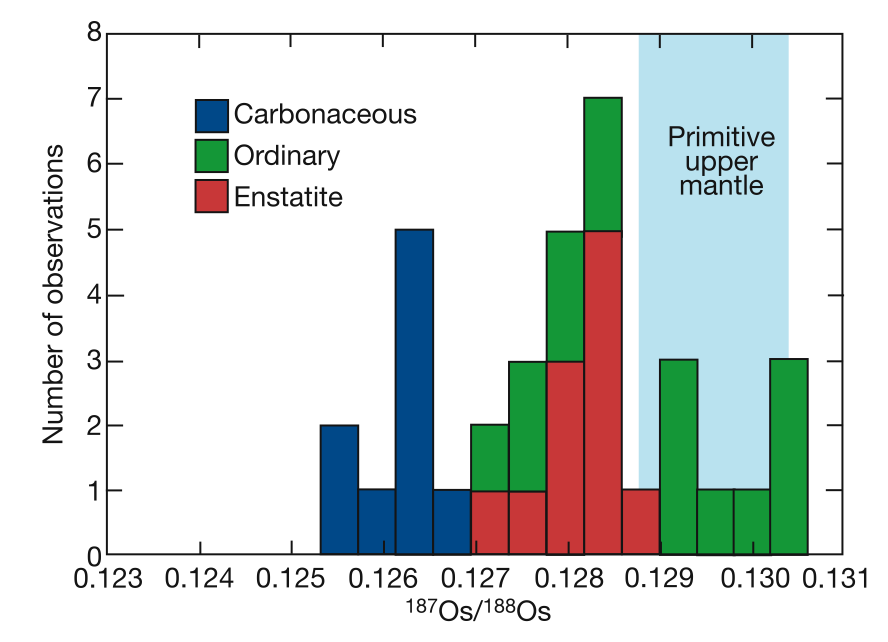 8
7
6
5
4
3
2
1
0
Number of observations
Carbonaceous
Ordinary
Enstatite
Primitive
upper
mantle
0.123 0.124 0.125 0.126 0.127 0.128 0.129 0.130 0.131
¹⁸⁷Os/¹⁸⁸Os